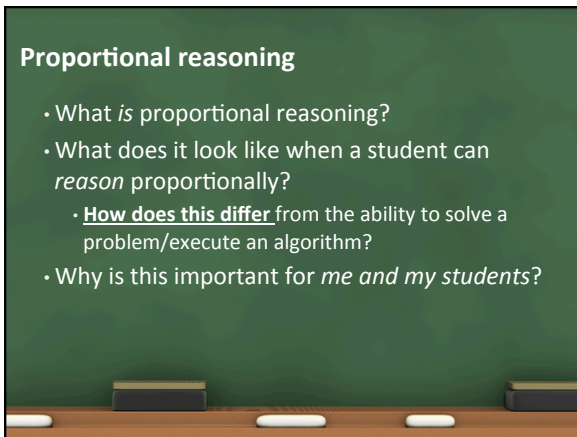 Proportional reasoning
• What is proportional reasoning?
• What does it look like when a student can
reason proportionally?
• How does this differ from the ability to solve a
problem/execute an algorithm?
• Why is this important for me and my students?